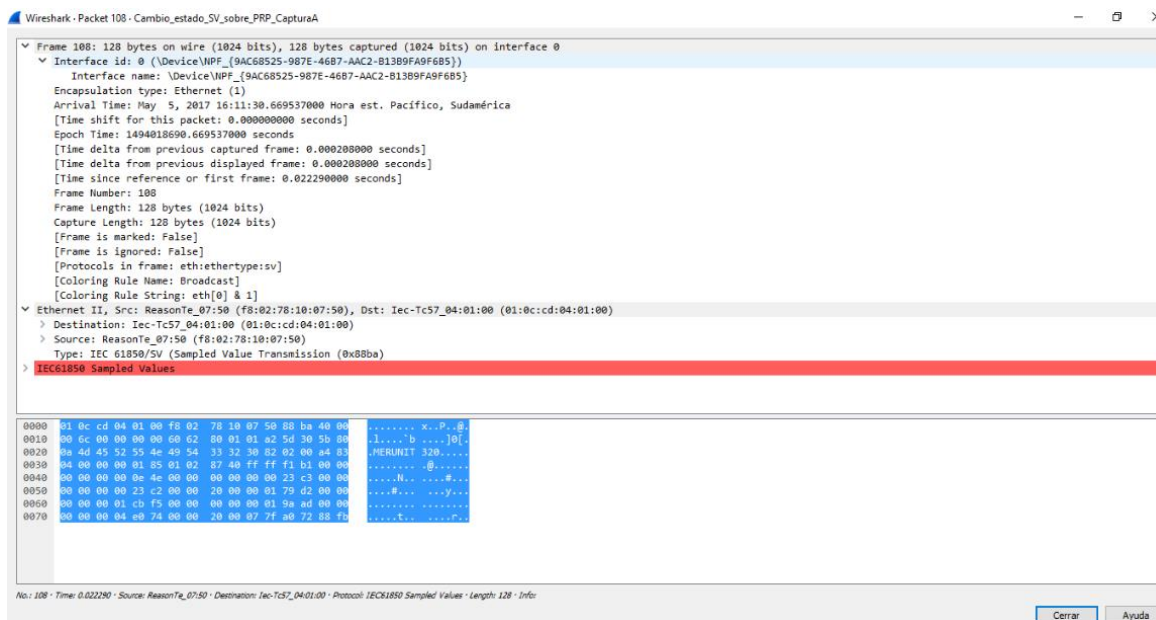 Wireshark · Packet 108 · Cambio_estado_SV_sobre_PRP_CapturaA
Frame 108: 128 bytes on wire (1024 bits), 128 bytes captured (1024 bits) on interface 0
Interface id: 0 (\Device\NPF_{9AC68525-987E-46B7-AAC2-B13B9FA9F6B5})
Interface name: \Device\NPF_{9AC68525-987E-46B7-AAC2-B13B9FA9F6B5}
Encapsulation type: Ethernet (1)
Arrival Time: May  5, 2017 16:11:30.669537000 Hora est. Pacífico, Sudamérica
[Time shift for this packet: 0.000000000 seconds]
Epoch Time: 1494018690.669537000 seconds
[Time delta from previous captured frame: 0.000208000 seconds]
[Time delta from previous displayed frame: 0.000208000 seconds]
[Time since reference or first frame: 0.022290000 seconds]
Frame Number: 108
Frame Length: 128 bytes (1024 bits)
Capture Length: 128 bytes (1024 bits)
[Frame is marked: False]
[Frame is ignored: False]
[Protocols in frame: eth:ethertype:sv]
[Coloring Rule Name: Broadcast]
[Coloring Rule String: eth[0] & 1]
Ethernet II, Src: ReasonTe_07:50 (f8:02:78:10:07:50), Dst: Iec-Tc57_04:01:00 (01:0c:cd:04:01:00)
Destination: Iec-Tc57_04:01:00 (01:0c:cd:04:01:00)
Source: ReasonTe_07:50 (f8:02:78:10:07:50)
Type: IEC 61850/SV (Sampled Value Transmission (0x88ba)
IEC61850 Sampled Values
0000 01 0c cd 04 01 00 f8 02 78 10 07 50 88 ba 40 00 ........ x..P..@.
0010 00 6c 00 00 00 00 60 62 80 01 01 a2 5d 30 5b 80 .l....`b ....]0[.
0020 0a 4d 45 52 55 4e 49 54 33 32 30 82 02 00 a4 83 .MERUNIT 320.....
0030 04 00 00 00 01 85 01 02 87 40 ff ff f1 b1 00 00 ........ .@......
0040 00 00 00 00 0e 4e 00 00 00 00 00 00 23 c3 00 00 .....N.. ....#...
0050 00 00 00 00 23 c2 00 00 20 00 00 01 79 d2 00 00 ....#... ...y...
0060 00 00 00 01 cb f5 00 00 00 00 00 01 9a ad 00 00 ........ ........
0070 00 00 00 04 e0 74 00 00 20 00 07 7f a0 72 88 fb .....t.. ....r..
No.: 108 · Time: 0.022290 · Source: ReasonTe_07:50 · Destination: Iec-Tc57_04:01:00 · Protocol: IEC61850 Sampled Values · Length: 128 · Info:
Cerrar Ayuda